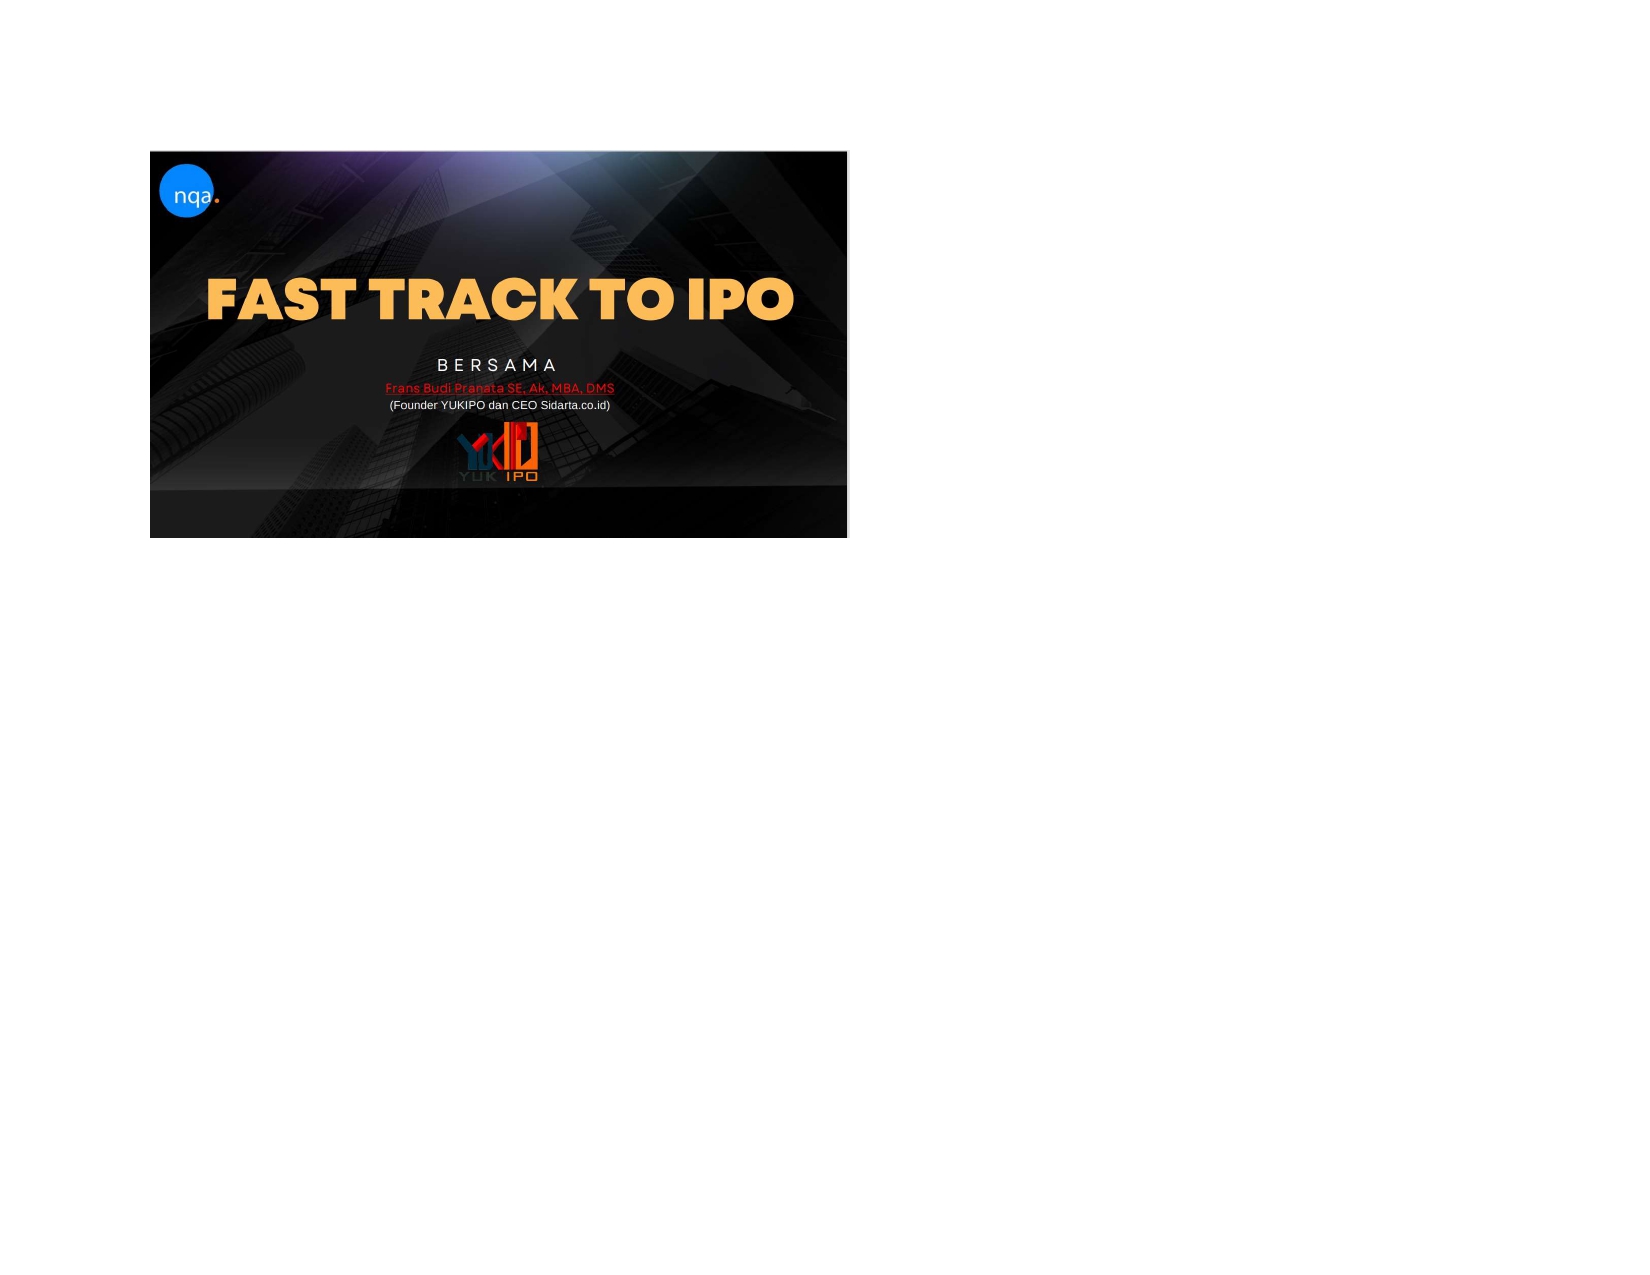 nqa.
FAST TRACK TO IPO
BERSAMA
Frans Budi Pranata SE, Ak, MBA, DMS
(Founder YUKIPO dan CEO Sidarta.co.id)
YUKIPO
YUK IPO